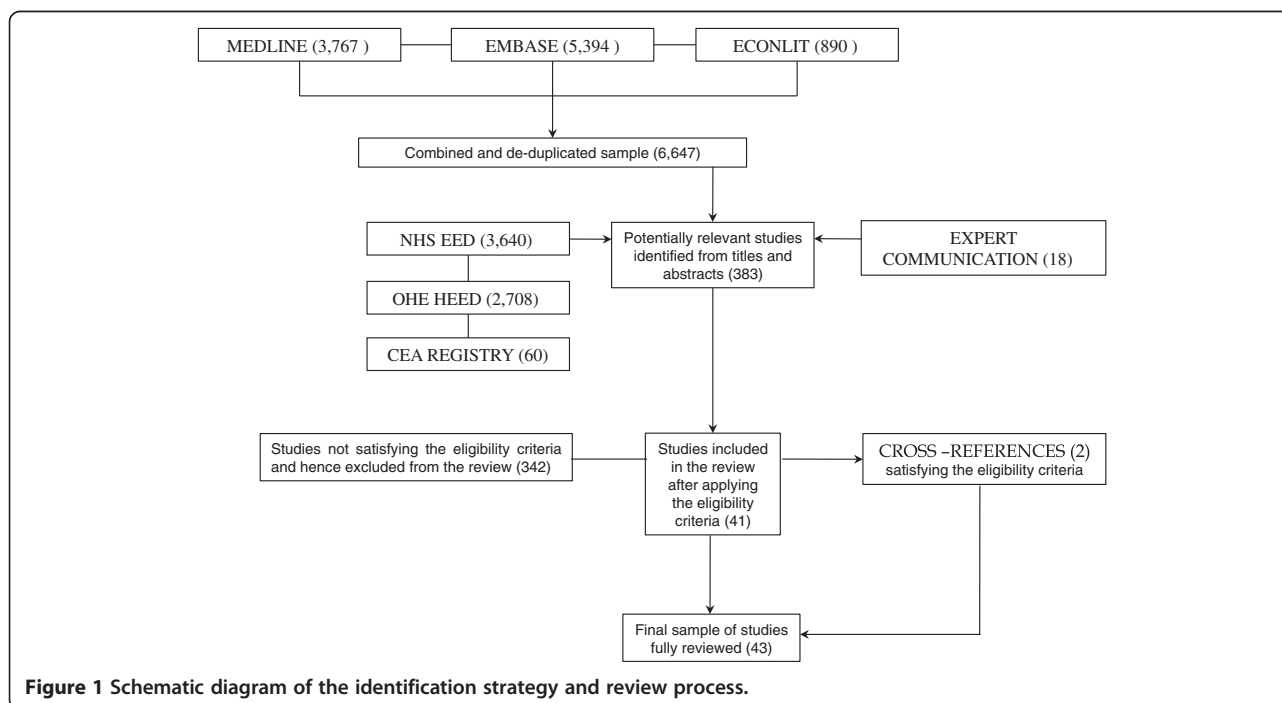 MEDLINE (3,767 )
EMBASE (5,394 )
ECONLIT (890 )
Combined and de-duplicated sample (6,647)
NHS EED (3,640)
OHE HEED (2,708)
CEA REGISTRY (60)
Potentially relevant studies
identified from titles and
abstracts (383)
EXPERT
COMMUNICATION (18)
Studies not satisfying the eligibility criteria
and hence excluded from the review (342)
Studies included
in the review
after applying
the eligibility
criteria (41)
CROSS –REFERENCES (2)
satisfying the eligibility criteria
Final sample of studies
fully reviewed (43)
Figure 1 Schematic diagram of the identification strategy and review process.